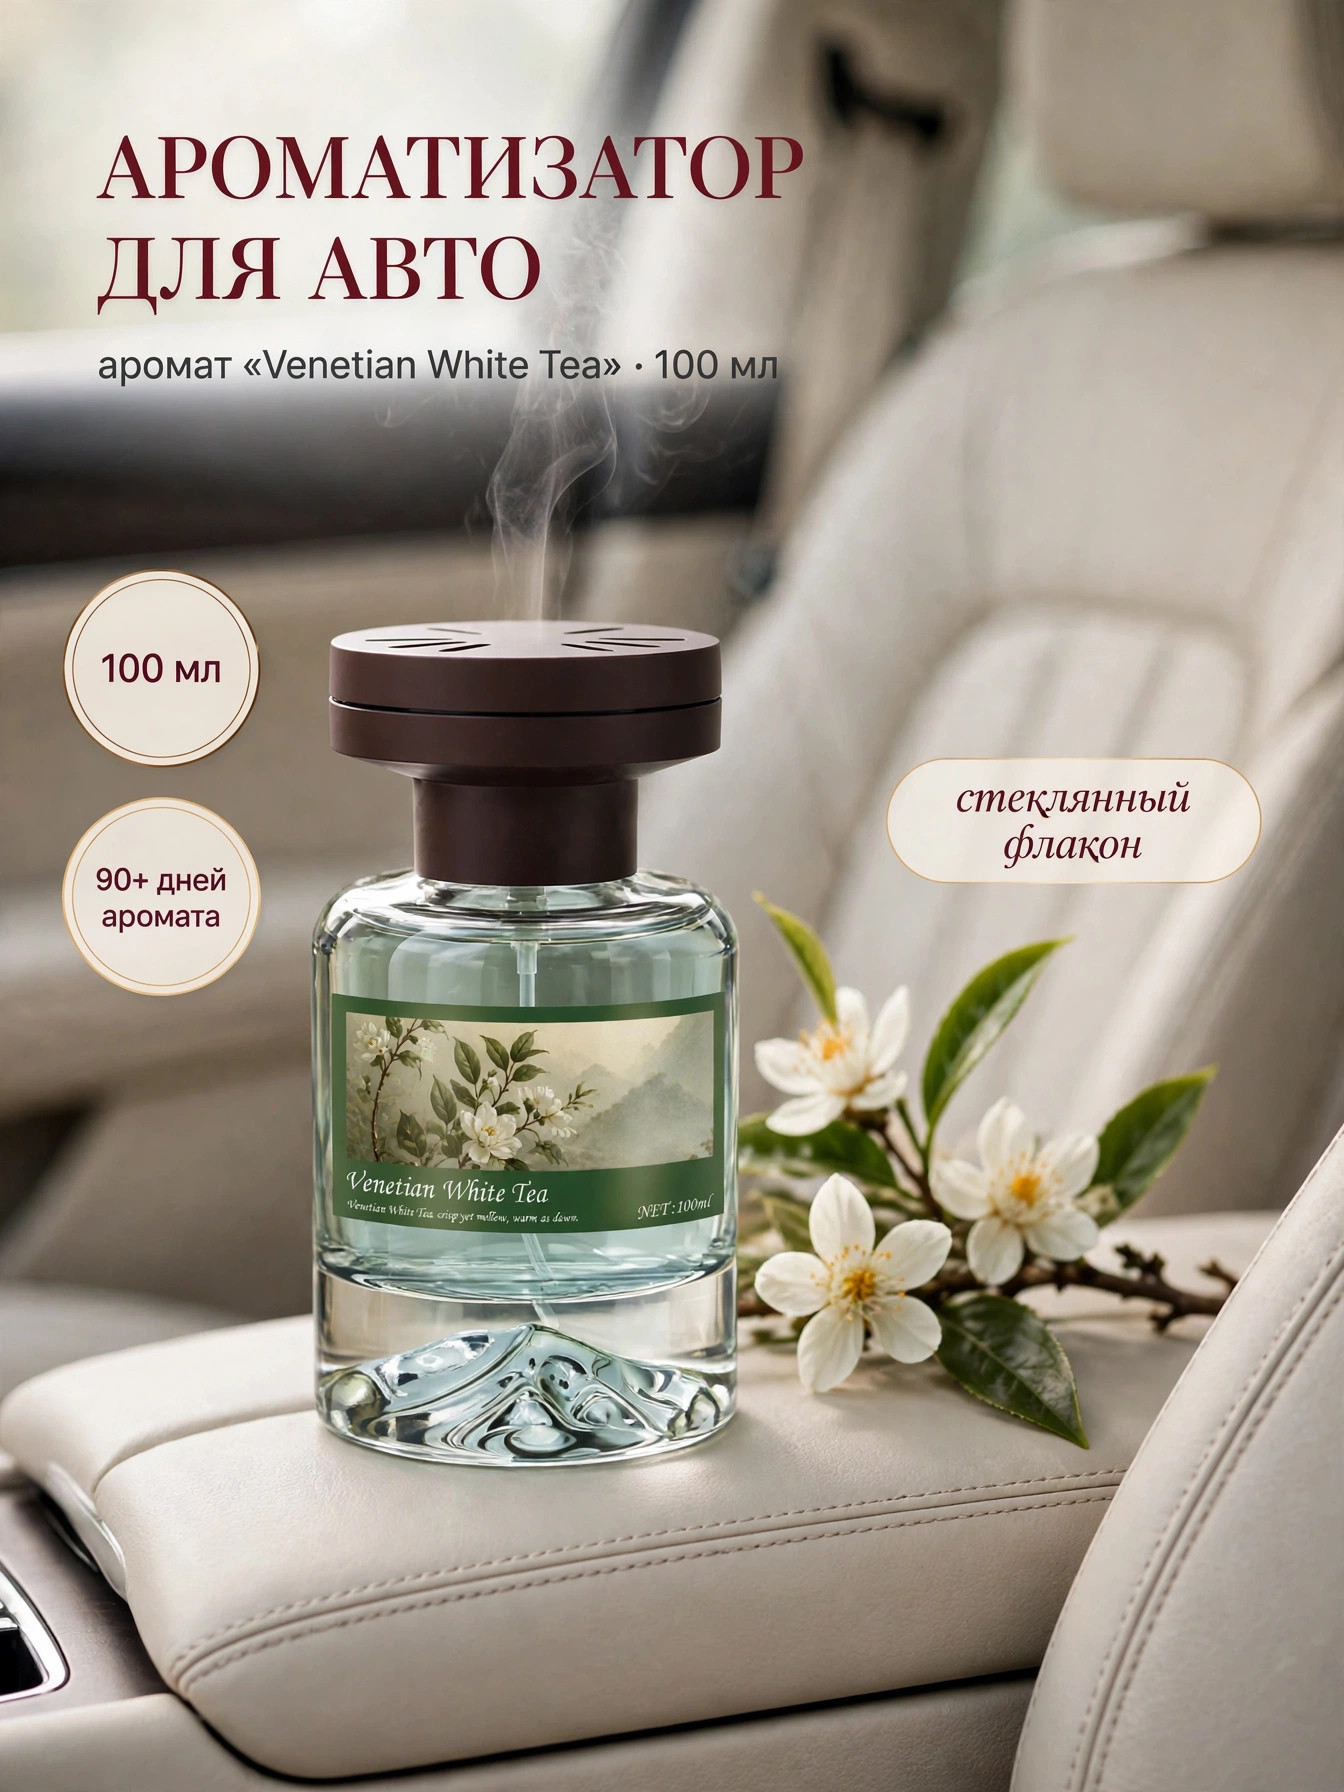 АРОМАТИЗАТОР
ДЛЯ АВТО
аромат «Venetian White Tea» · 100 мл
100 мл
90+ дней
аромата
стеклянный
флакон
Venetian White Tea
Venetian White Tea, crisp yet mellow, warm as dawn.
NET:100ml